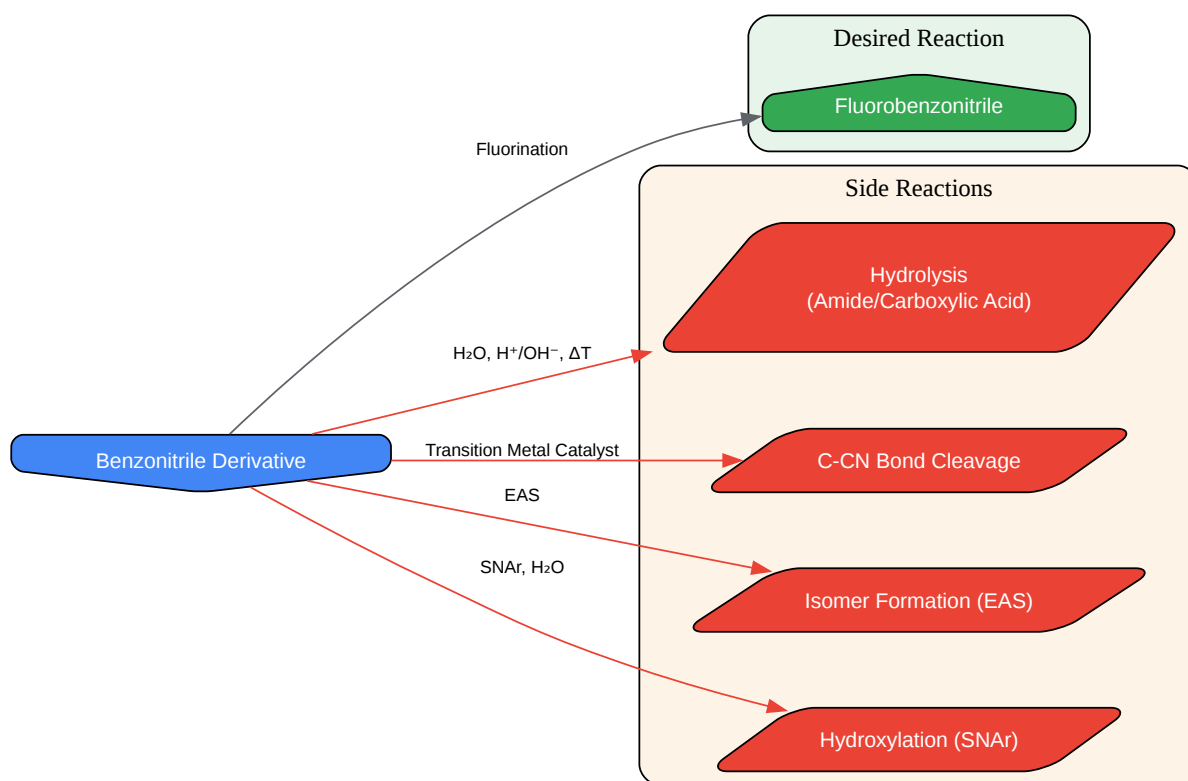 Desired Reaction
Fluorobenzonitrile
Fluorination
Side Reactions
Hydrolysis
(Amide/Carboxylic Acid)
H₂O, H⁺/OH⁻, ΔT
Benzonitrile Derivative
Transition Metal Catalyst
C-CN Bond Cleavage
EAS
SNAr, H₂O
Isomer Formation (EAS)
Hydroxylation (SNAr)